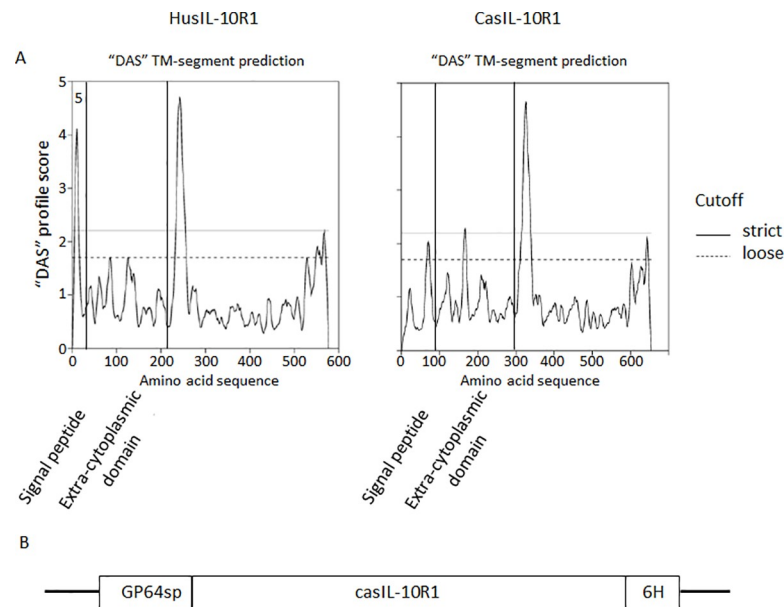 HusIL-10R1
CasIL-10R1
A
“DAS” TM-segment prediction
“DAS” TM-segment prediction
“DAS” profile score
5
4
3
2
1
0
5
0 100 200 300 400 500 600
Amino acid sequence
0 100 200 300 400 500 600
Amino acid sequence
Cutoff
strict
loose
Signal peptide
Extra-cytoplasmic
domain
Signal peptide
Extra-cytoplasmic
domain
B
GP64sp
casIL-10R1
6H